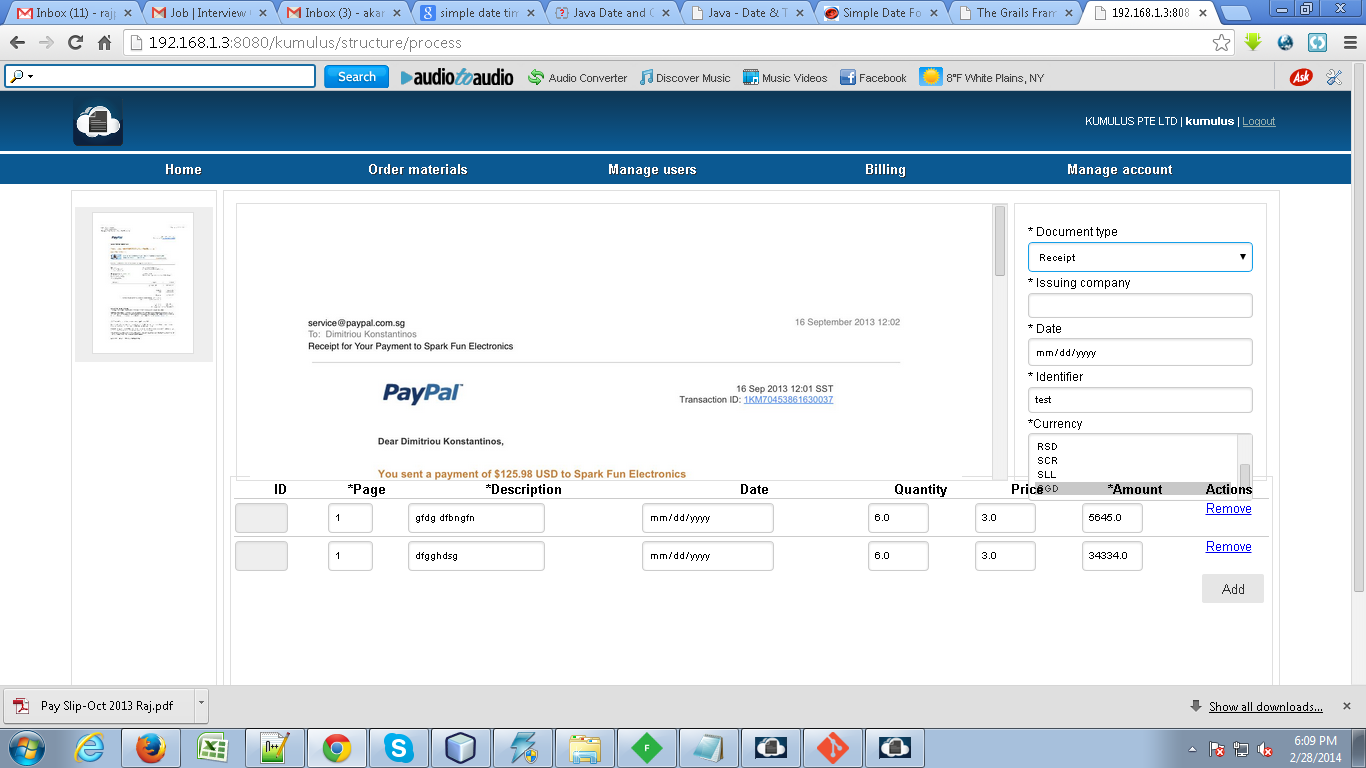 Inbox (11) - rajp
Job | Interview
Inbox (3) - akar
simple date tim
Java Date and C
Java - Date & T
Simple Date Fo
The Grails Fram
192.168.1.3:808
192.168.1.3:8080/kumulus/structure/process
Search
audiotoaudio
Audio Converter
Discover Music
Music Videos
Facebook
8°F White Plains, NY
Ask
KUMULUS PTE LTD | kumulus | Logout
Home
Order materials
Manage users
Billing
Manage account
service@paypal.com.sg
16 September 2013 12:02
To: Dimitriou Konstantinos
Receipt for Your Payment to Spark Fun Electronics
PayPal
16 Sep 2013 12:01 SST
Transaction ID: 1KM70453861630037
Dear Dimitriou Konstantinos,
You sent a payment of $125.98 USD to Spark Fun Electronics
* Document type
Receipt
* Issuing company
* Date
mm/dd/yyyy
* Identifier
test
*Currency
RSD
SCR
SLL
SGD
ID *Page *Description Date Quantity Price *Amount Actions
1 gfdg dfbngfn mm/dd/yyyy 6.0 3.0 5645.0 Remove
1 dfgghdsg mm/dd/yyyy 6.0 3.0 34334.0 Remove
Add
Pay Slip-Oct 2013 Raj.pdf
Show all downloads...
6:09 PM
2/28/2014